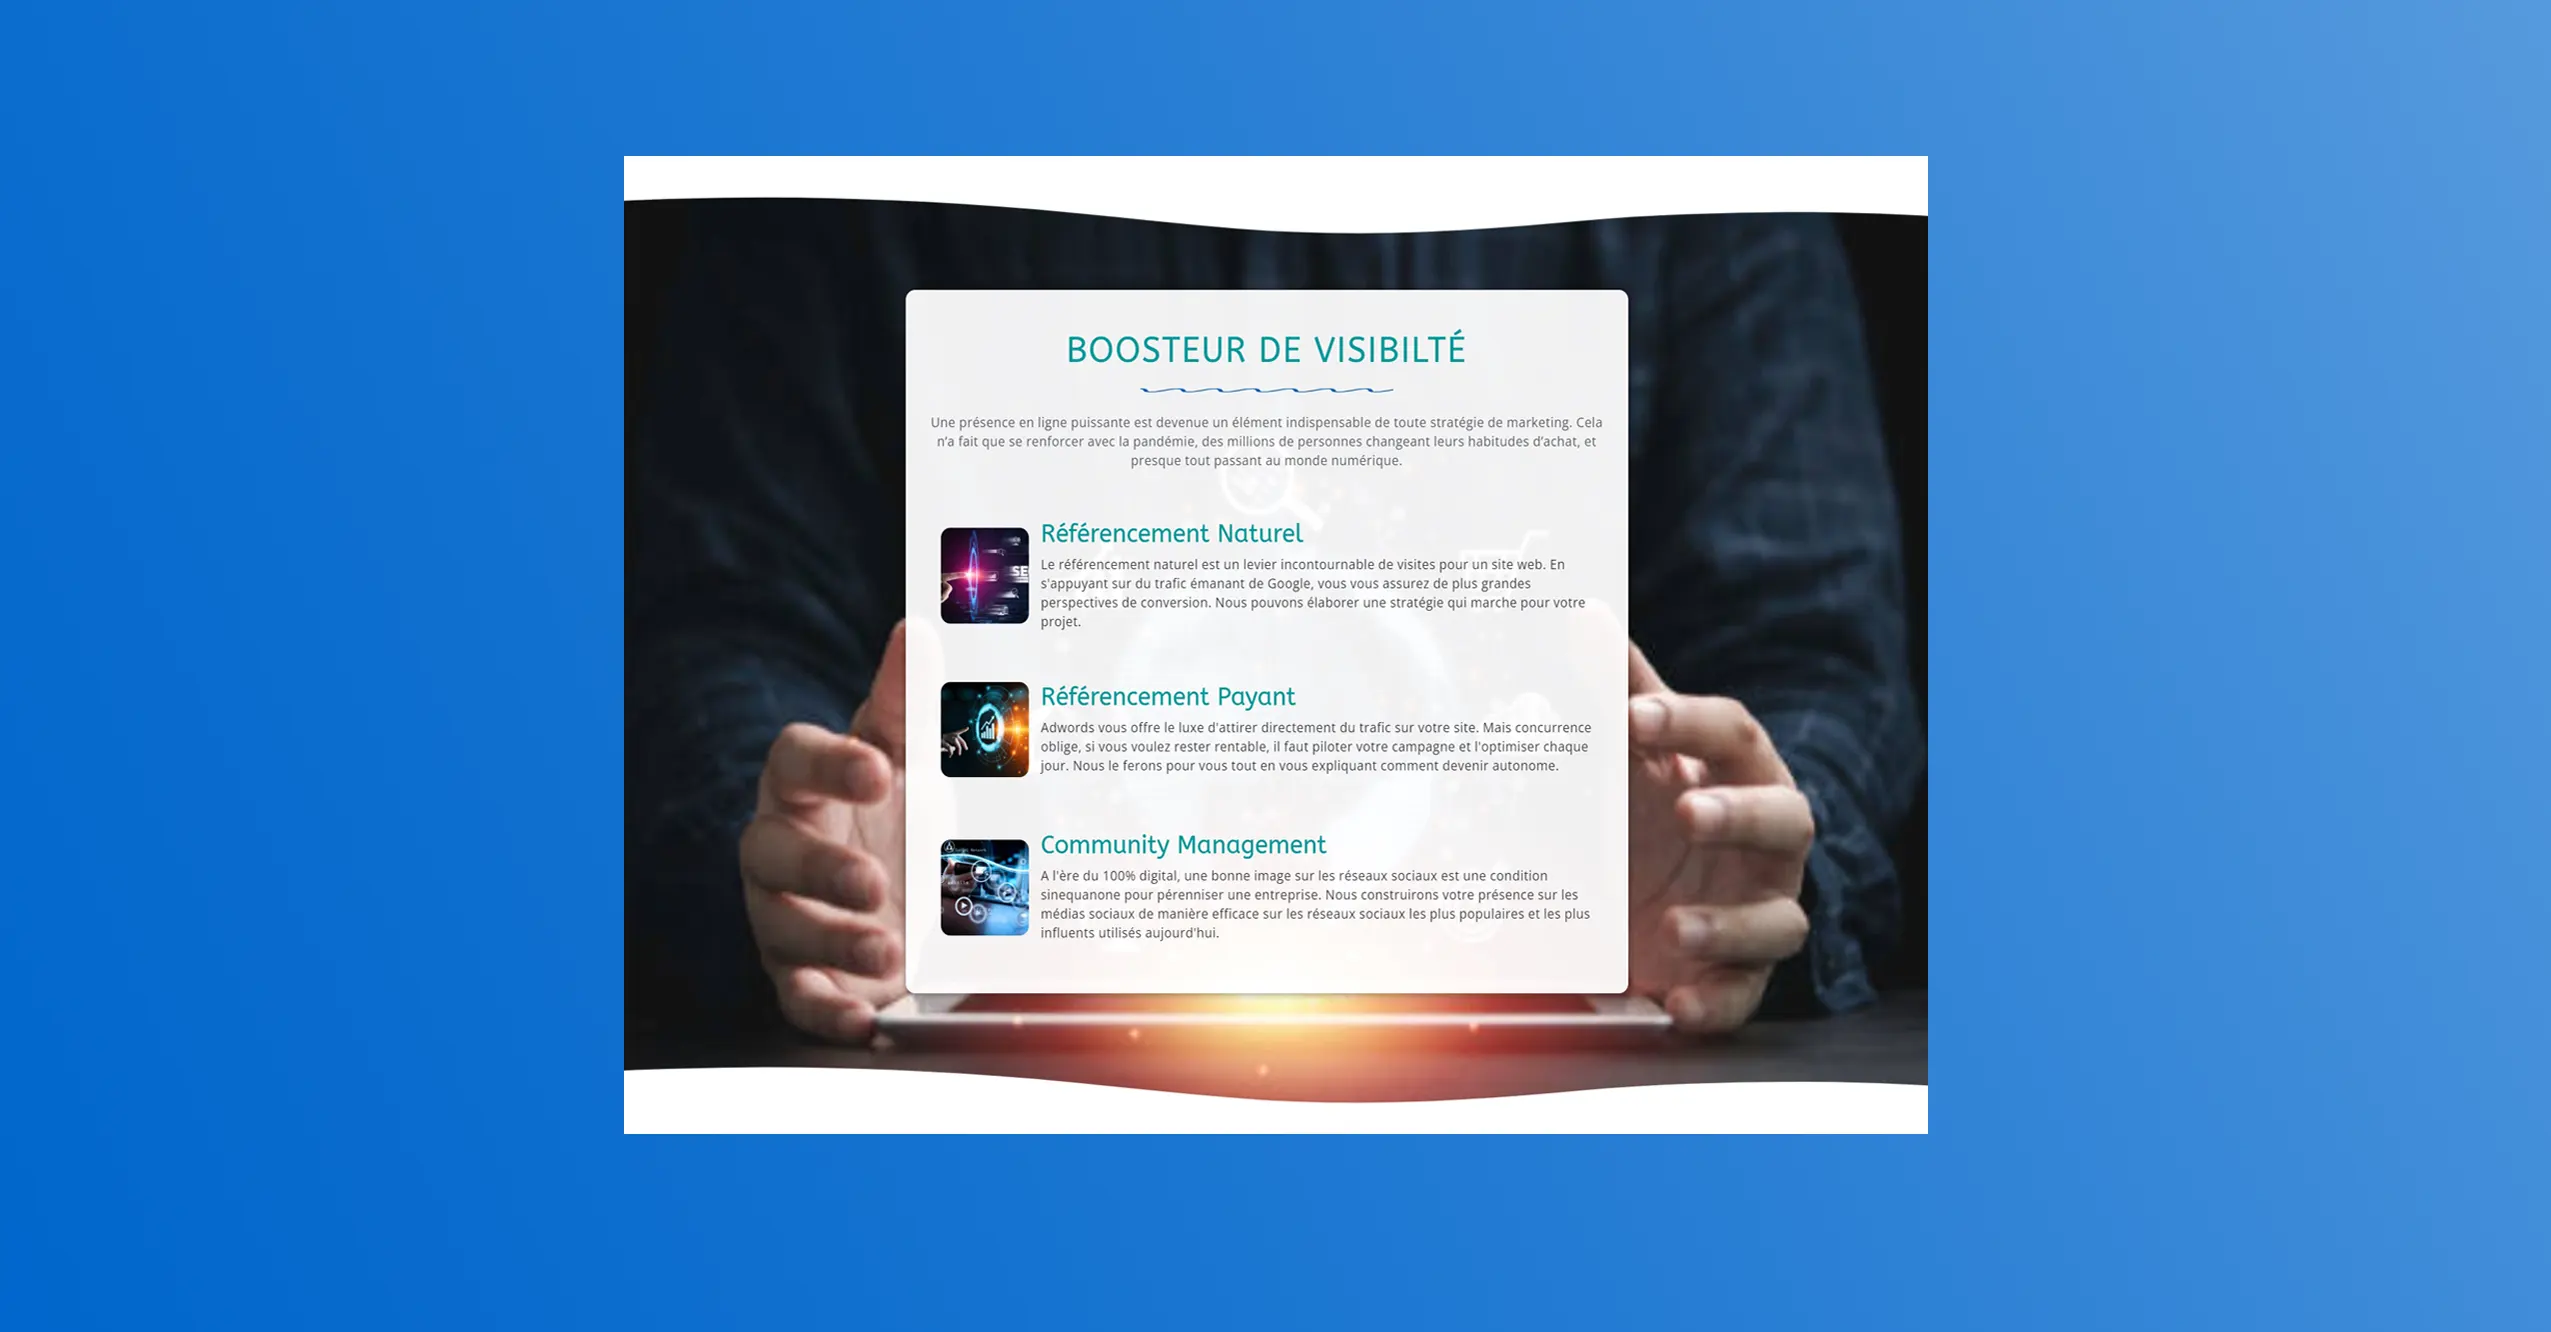 BOOSTEUR DE VISIBILTÉ
Une présence en ligne puissante est devenue un élément indispensable de toute stratégie de marketing. Cela
n'a fait que se renforcer avec la pandémie, des millions de personnes changeant leurs habitudes d'achat, et
presque tout passant au monde numérique.
Référencement Naturel
SE
Le référencement naturel est un levier incontournable de visites pour un site web. En
s'appuyant sur du trafic émanant de Google, vous vous assurez de plus grandes
perspectives de conversion. Nous pouvons élaborer une stratégie qui marche pour votre
projet.
Référencement Payant
Adwords vous offre le luxe d'attirer directement du trafic sur votre site. Mais concurrence
oblige, si vous voulez rester rentable, il faut piloter votre campagne et l'optimiser chaque
jour. Nous le ferons pour vous tout en vous expliquant comment devenir autonome.
Community Management
A l'ère du 100% digital, une bonne image sur les réseaux sociaux est une condition
sinequanone pour pérenniser une entreprise. Nous construirons votre présence sur les
médias sociaux de manière efficace sur les réseaux sociaux les plus populaires et les plus
influents utilisés aujourd'hui.